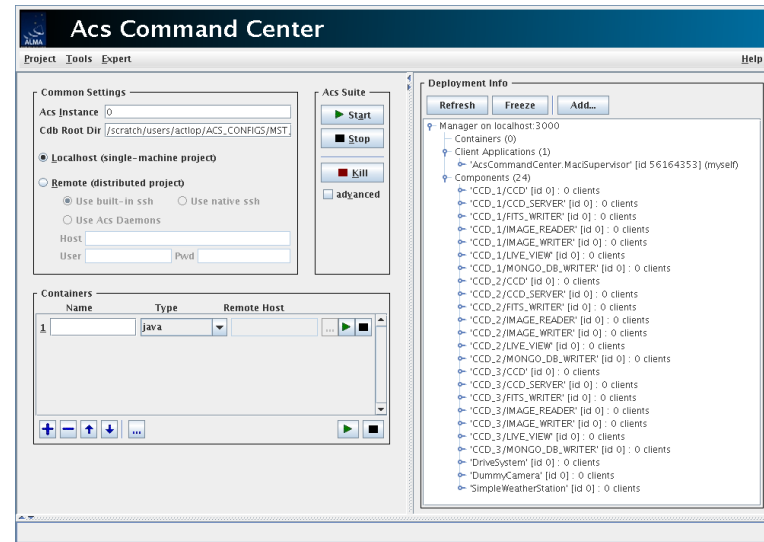 ALMA
Acs Command Center
Project Tools Expert
Help
Common Settings
Acs Instance 0
Cdb Root Dir /scratch/users/actlop/ACS_CONFIGS/MST_
Localhost (single-machine project)
Remote (distributed project)
Use built-in ssh Use native ssh
Use Acs Daemons
Host
User Pwd
Acs Suite
Start
Stop
Kill
advanced
Containers
Name Type Remote Host
1 java ...
...
Deployment Info
Refresh Freeze Add...
Manager on localhost:3000
Containers (0)
Client Applications (1)
'AcsCommandCenter.MaciSupervisor' [id 56164353] (myself)
Components (24)
'CCD_1/CCD' [id 0] : 0 clients
'CCD_1/CCD_SERVER' [id 0] : 0 clients
'CCD_1/FITS_WRITER' [id 0] : 0 clients
'CCD_1/IMAGE_READER' [id 0] : 0 clients
'CCD_1/IMAGE_WRITER' [id 0] : 0 clients
'CCD_1/LIVE_VIEW' [id 0] : 0 clients
'CCD_1/MONGO_DB_WRITER' [id 0] : 0 clients
'CCD_2/CCD' [id 0] : 0 clients
'CCD_2/CCD_SERVER' [id 0] : 0 clients
'CCD_2/FITS_WRITER' [id 0] : 0 clients
'CCD_2/IMAGE_READER' [id 0] : 0 clients
'CCD_2/IMAGE_WRITER' [id 0] : 0 clients
'CCD_2/LIVE_VIEW' [id 0] : 0 clients
'CCD_2/MONGO_DB_WRITER' [id 0] : 0 clients
'CCD_3/CCD' [id 0] : 0 clients
'CCD_3/CCD_SERVER' [id 0] : 0 clients
'CCD_3/FITS_WRITER' [id 0] : 0 clients
'CCD_3/IMAGE_READER' [id 0] : 0 clients
'CCD_3/IMAGE_WRITER' [id 0] : 0 clients
'CCD_3/LIVE_VIEW' [id 0] : 0 clients
'CCD_3/MONGO_DB_WRITER' [id 0] : 0 clients
'DriveSystem' [id 0] : 0 clients
'DummyCamera' [id 0] : 0 clients
'SimpleWeatherStation' [id 0] : 0 clients